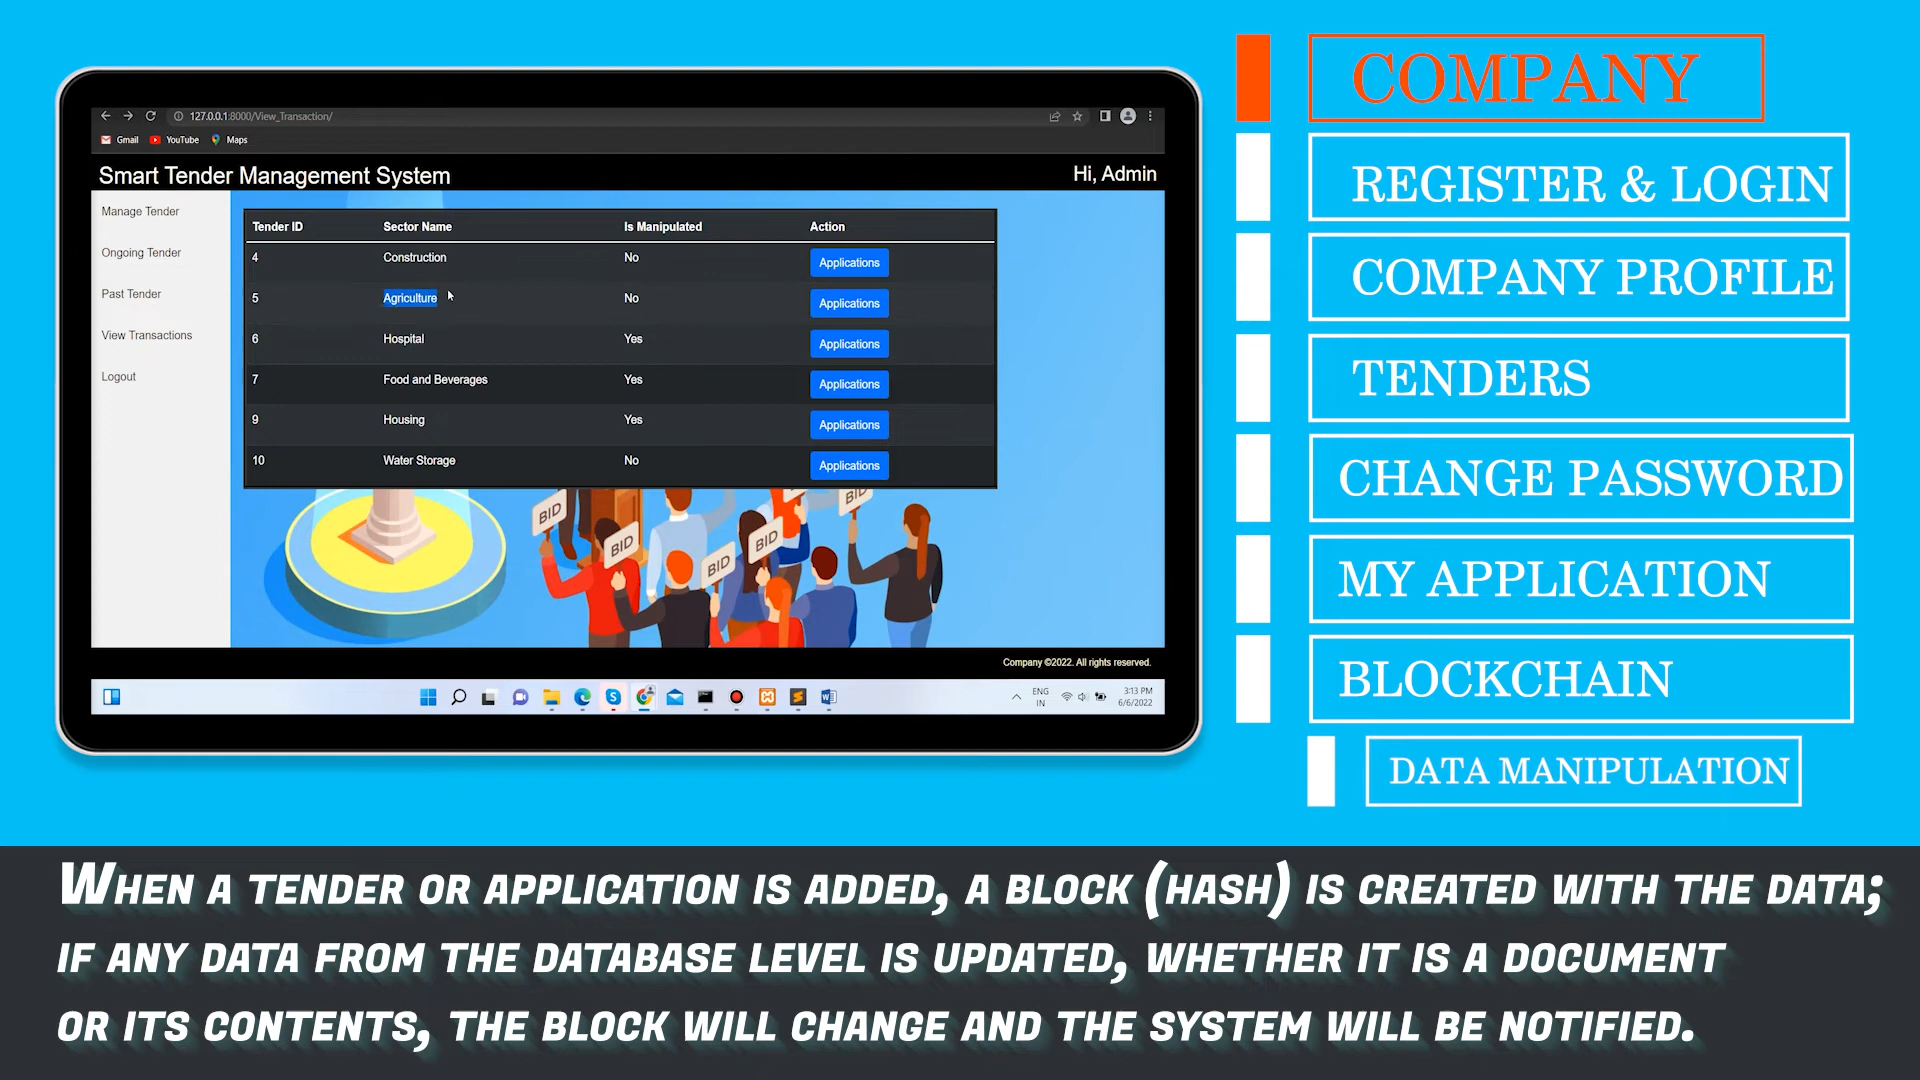 127.0.0.1:8000/View_Transaction/
Gmail YouTube Maps
Smart Tender Management System
Hi, Admin
Manage Tender
Ongoing Tender
Past Tender
View Transactions
Logout
Tender ID Sector Name Is Manipulated Action
4 Construction No Applications
5 Agriculture No Applications
6 Hospital Yes Applications
7 Food and Beverages Yes Applications
9 Housing Yes Applications
10 Water Storage No Applications
BID
BID
BID
BID
BID
Company ©2022. All rights reserved.
ENG
IN
3:13 PM
6/6/2022
COMPANY
REGISTER & LOGIN
COMPANY PROFILE
TENDERS
CHANGE PASSWORD
MY APPLICATION
BLOCKCHAIN
DATA MANIPULATION
WHEN A TENDER OR APPLICATION IS ADDED, A BLOCK (HASH) IS CREATED WITH THE DATA;
IF ANY DATA FROM THE DATABASE LEVEL IS UPDATED, WHETHER IT IS A DOCUMENT
OR ITS CONTENTS, THE BLOCK WILL CHANGE AND THE SYSTEM WILL BE NOTIFIED.